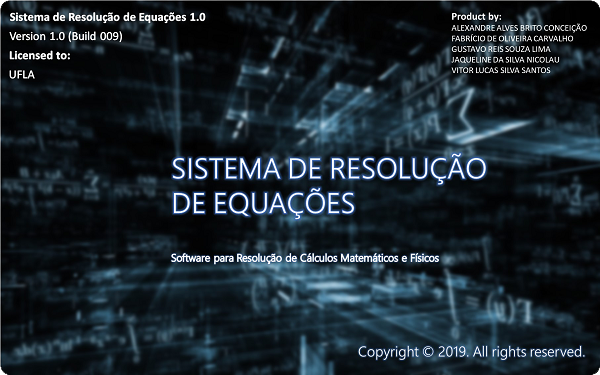 Sistema de Resolução de Equações 1.0
Version 1.0 (Build 009)
Licensed to:
UFLA
Product by:
ALEXANDRE ALVES BRITO CONCEIÇÃO
FABRÍCIO DE OLIVEIRA CARVALHO
GUSTAVO REIS SOUZA LIMA
JAQUELINE DA SILVA NICOLAU
VITOR LUCAS SILVA SANTOS
SISTEMA DE RESOLUÇÃO
DE EQUAÇÕES
Software para Resolução de Cálculos Matemáticos e Físicos
Copyright © 2019. All rights reserved.